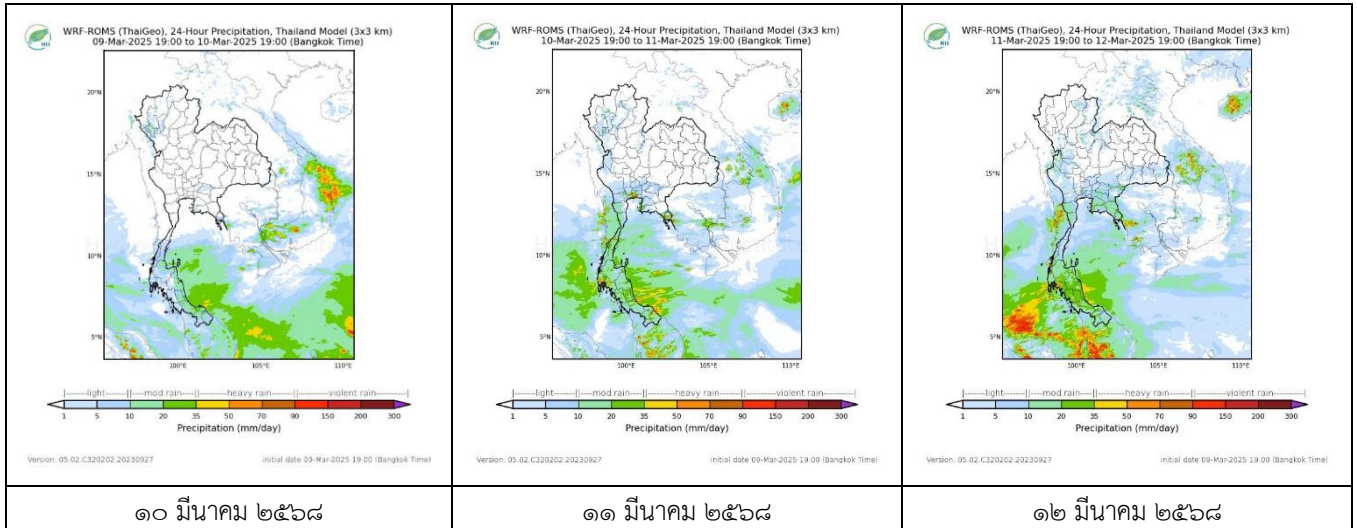 WRF-ROMS (ThaiGeo), 24-Hour Precipitation, Thailand Model (3x3 km)
09-Mar-2025 19:00 to 10-Mar-2025 19:00 (Bangkok Time)
HII
20°N
15°N
10°N
5°N
100°E 105°E 110°E
light mod rain heavy rain violent rain
1 5 10 20 35 50 70 90 150 200 300
Precipitation (mm/day)
Version: 05.02.C320202.20230927 initial date 09-Mar-2025 19:00 (Bangkok Time)
๑๐ มีนาคม ๒๕๖๘
WRF-ROMS (ThaiGeo), 24-Hour Precipitation, Thailand Model (3x3 km)
10-Mar-2025 19:00 to 11-Mar-2025 19:00 (Bangkok Time)
HII
20°N
15°N
10°N
5°N
100°E 105°E 110°E
light mod rain heavy rain violent rain
1 5 10 20 35 50 70 90 150 200 300
Precipitation (mm/day)
Version: 05.02.C320202.20230927 initial date 09-Mar-2025 19:00 (Bangkok Time)
๑๑ มีนาคม ๒๕๖๘
WRF-ROMS (ThaiGeo), 24-Hour Precipitation, Thailand Model (3x3 km)
11-Mar-2025 19:00 to 12-Mar-2025 19:00 (Bangkok Time)
HII
20°N
15°N
10°N
5°N
100°E 105°E 110°E
light mod rain heavy rain violent rain
1 5 10 20 35 50 70 90 150 200 300
Precipitation (mm/day)
Version: 05.02.C320202.20230927 initial date 09-Mar-2025 19:00 (Bangkok Time)
๑๒ มีนาคม ๒๕๖๘